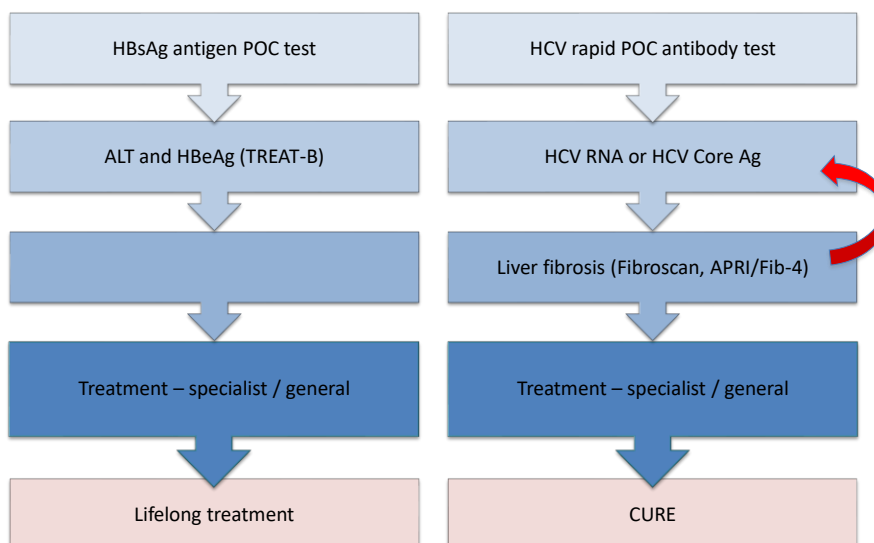 HBsAg antigen POC test
ALT and HBeAg (TREAT-B)
Treatment – specialist / general
Lifelong treatment
HCV rapid POC antibody test
HCV RNA or HCV Core Ag
Liver fibrosis (Fibroscan, APRI/Fib-4)
Treatment – specialist / general
CURE